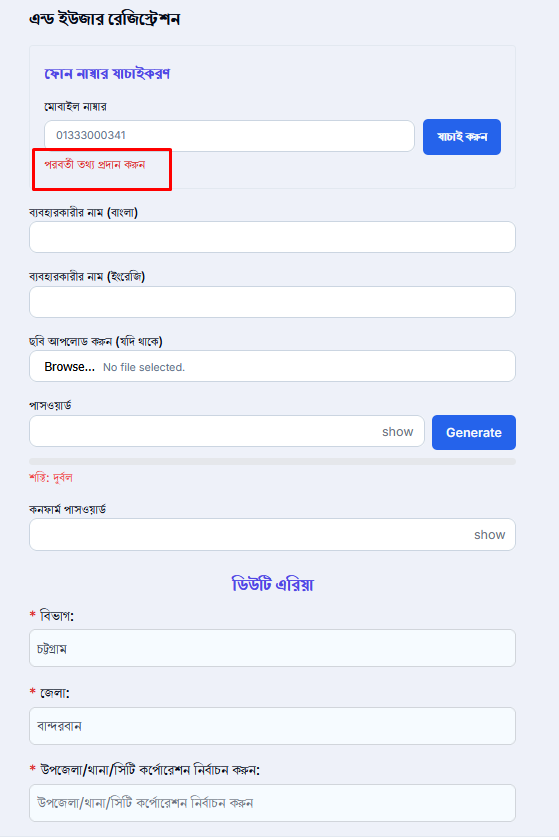 এন্ড ইউজার রেজিস্ট্রেশন
ফোন নাম্বার যাচাইকরণ
মোবাইল নাম্বার
01333000341
যাচাই করুন
পরবর্তী তথ্য প্রদান করুন
ব্যবহারকারীর নাম (বাংলা)
ব্যবহারকারীর নাম (ইংরেজি)
ছবি আপলোড করুন (যদি থাকে)
Browse... No file selected.
পাসওয়ার্ড
show Generate
শক্তি: দুর্বল
কনফার্ম পাসওয়ার্ড
show
ডিউটি এরিয়া
* বিভাগ:
চট্টগ্রাম
* জেলা:
বান্দরবান
* উপজেলা/থানা/সিটি কর্পোরেশন নির্বাচন করুন:
উপজেলা/থানা/সিটি কর্পোরেশন নির্বাচন করুন